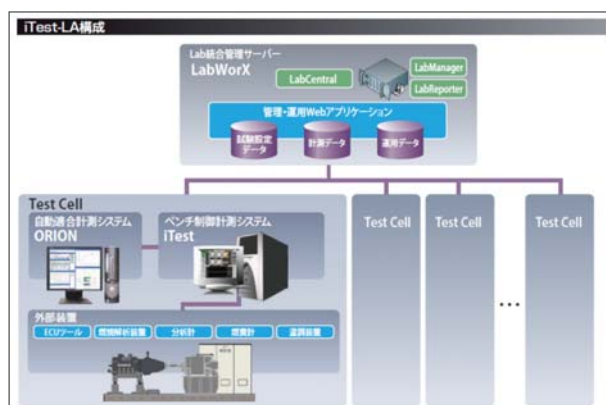 iTest-LA構成
Lab統合管理サーバー
LabWorX
LabCentral
LabManager
LabReporter
管理・運用Webアプリケーション
試験設定
データ
計測データ
運用データ
Test Cell
自動適合計測システム
ORION
ベンチ制御計測システム
iTest
外部装置
ECUツール
燃焼解析装置
分析計
燃費計
温調装置
Test Cell
Test Cell
...
Test Cell